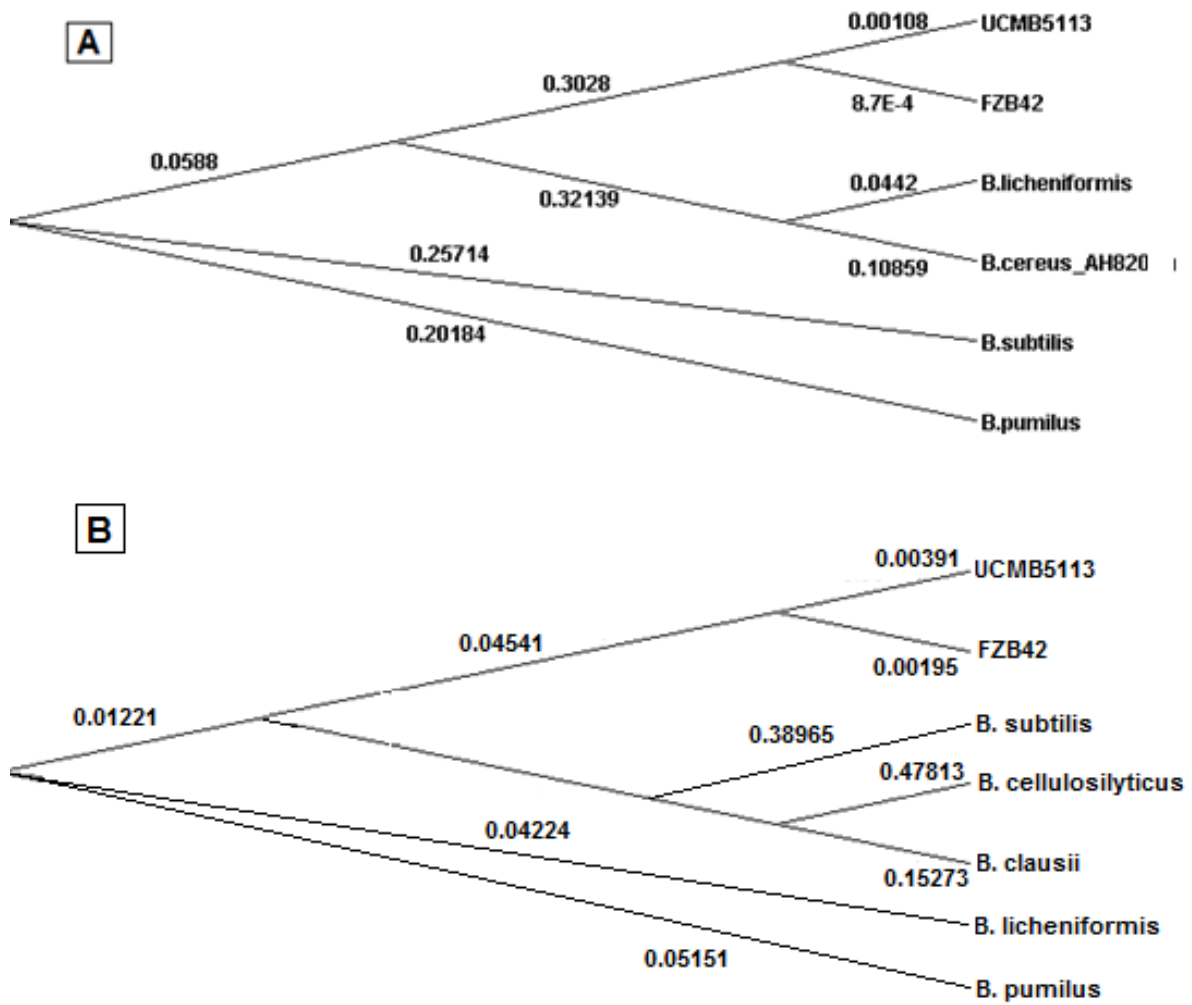 A
0.00108
UCMB5113
0.3028
8.7E-4
FZB42
0.0588
0.0442
B.licheniformis
0.32139
0.10859
B.cereus_AH820
0.25714
0.20184
B.subtilis
B.pumilus
B
0.00391
UCMB5113
0.04541
FZB42
0.00195
0.01221
0.38965
B. subtilis
0.47813
B. cellulosilyticus
0.04224
0.15273
B. clausii
B. licheniformis
0.05151
B. pumilus